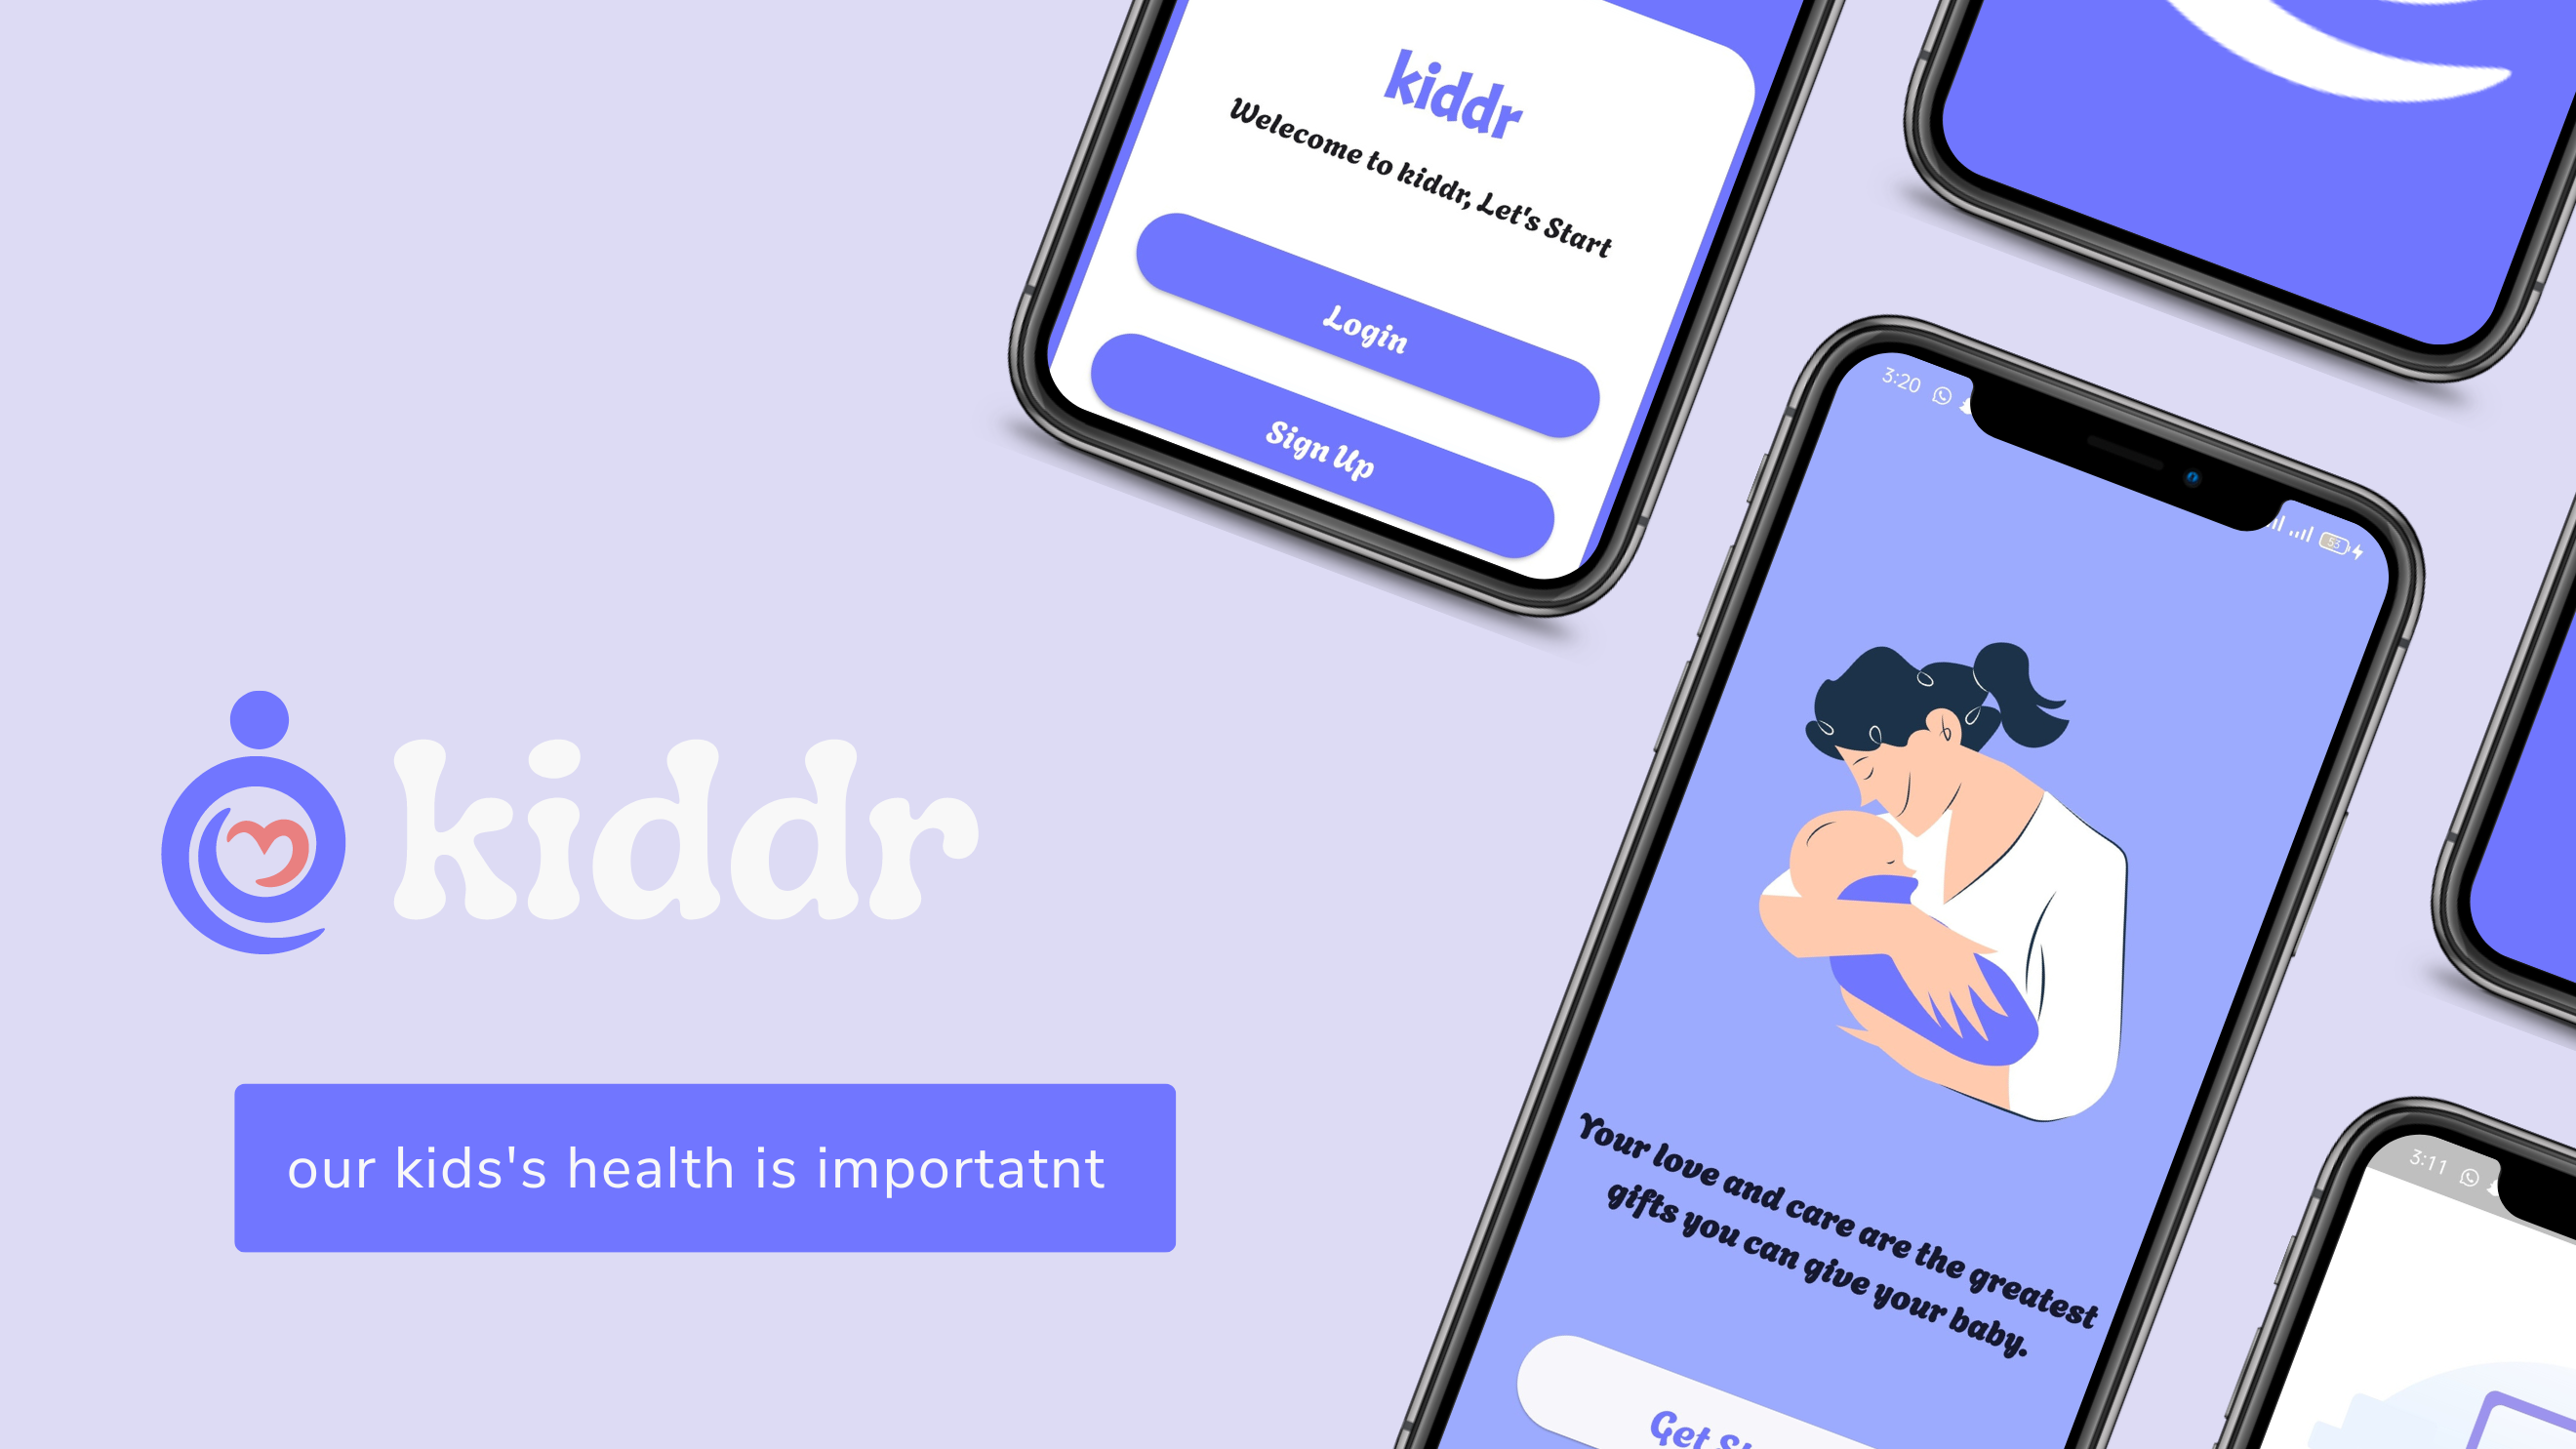 kiddr
Welecome to kiddr, Let's Start
Login
Sign Up
3:20
53
kiddr
our kids's health is importatnt
Your love and care are the greatest
gifts you can give your baby.
Get
3:11